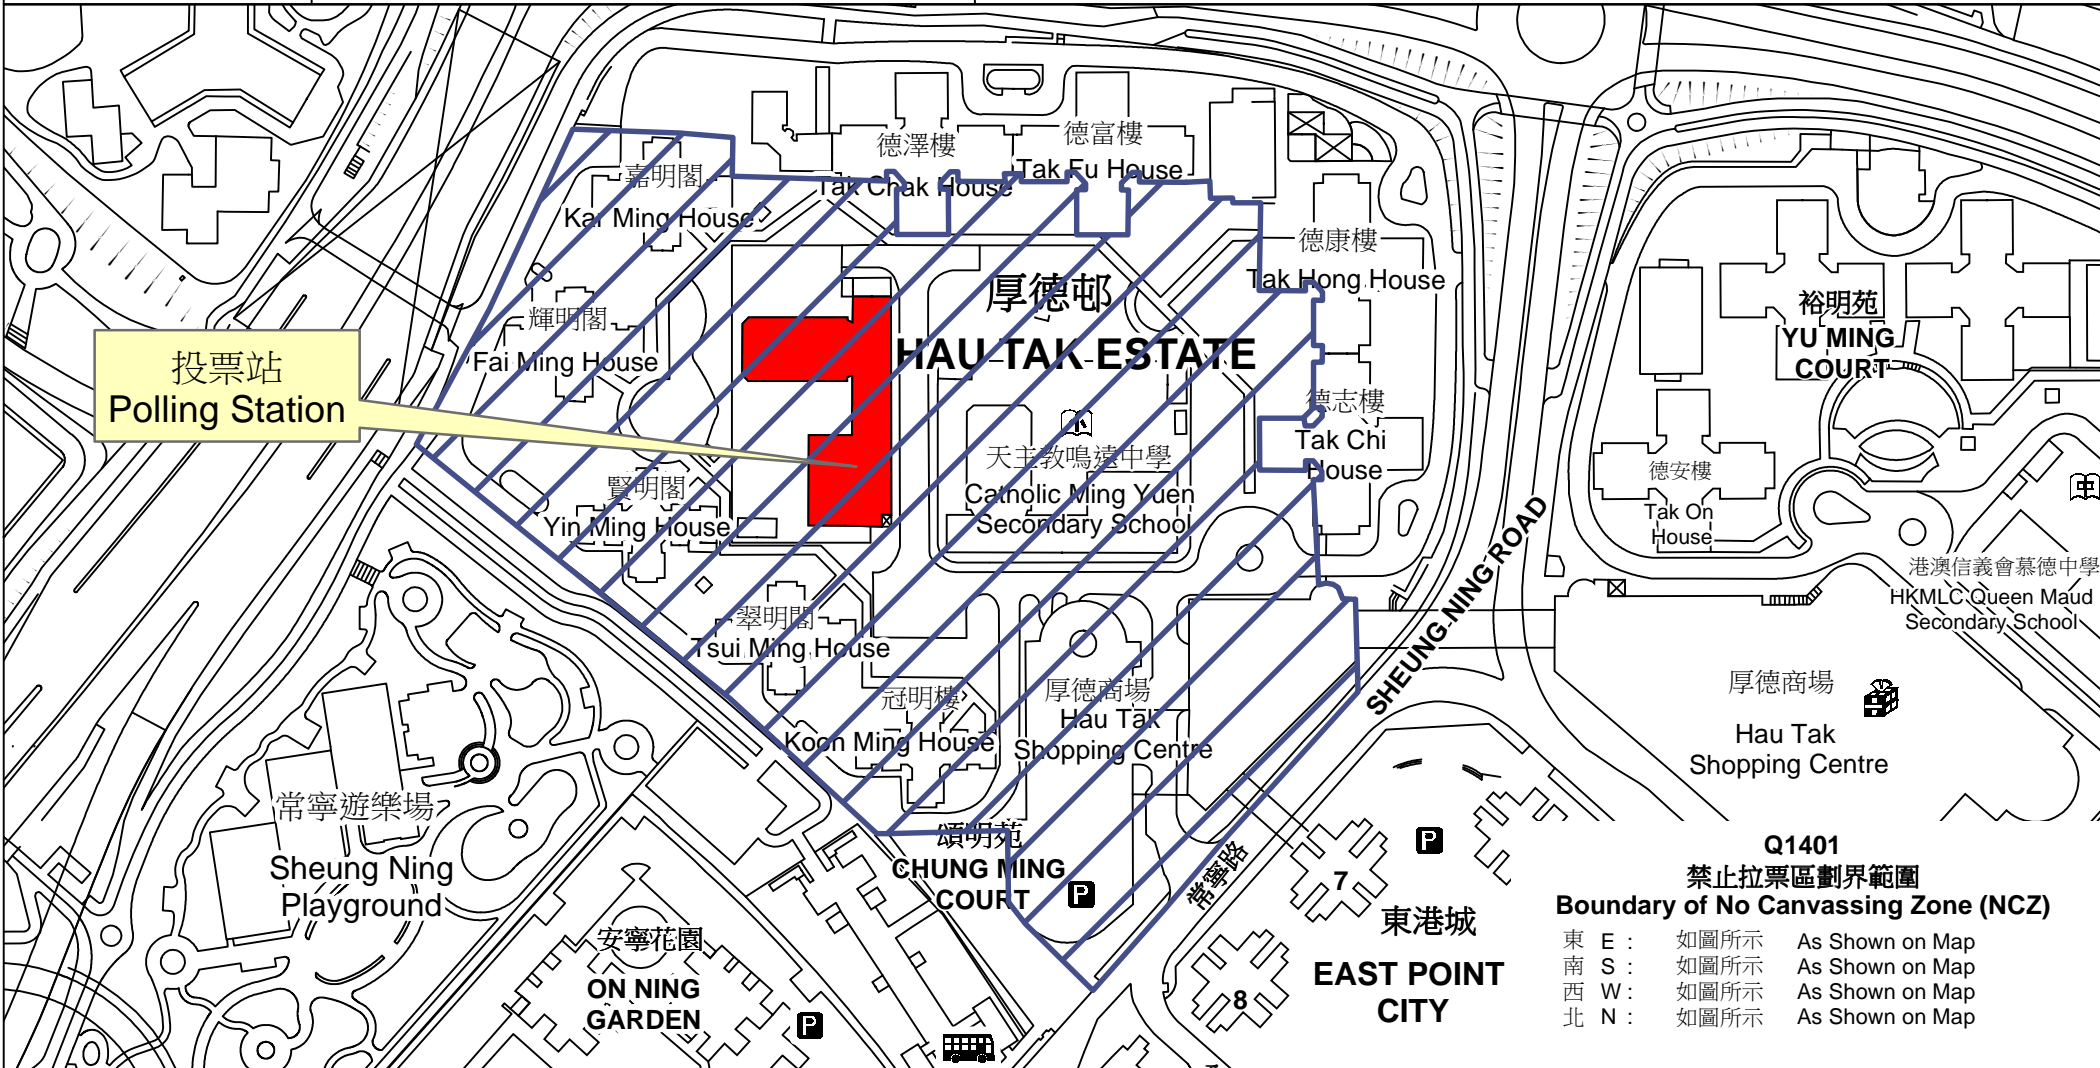 德澤樓
Tak Chak House
德富樓
Tak Fu House
嘉明閣
Kai Ming House
德康樓
Tak Hong House
厚德邨
HAU TAK ESTATE
裕明苑
YU MING
COURT
輝明閣
Fai Ming House
投票站
Polling Station
德志樓
Tak Chi
House
天主教鳴遠中學
Catholic Ming Yuen
Secondary School
德安樓
Tak On
House
中
賢明閣
Yin Ming House
港澳信義會慕德中學
HKMLC Queen Maud
Secondary School
SHEUNG NING ROAD
翠明閣
Tsui Ming House
冠明樓
Koon Ming House
厚德商場
Hau Tak
Shopping Centre
厚德商場
Hau Tak
Shopping Centre
常寧遊樂場
Sheung Ning
Playground
頌明苑
CHUNG MING
COURT
P
常寧路
7
P
東港城
EAST POINT
CITY
8
安寧花園
ON NING
GARDEN
P
Q1401
禁止拉票區劃界範圍
Boundary of No Canvassing Zone (NCZ)
東 E : 如圖所示 As Shown on Map
南 S : 如圖所示 As Shown on Map
西 W : 如圖所示 As Shown on Map
北 N : 如圖所示 As Shown on Map